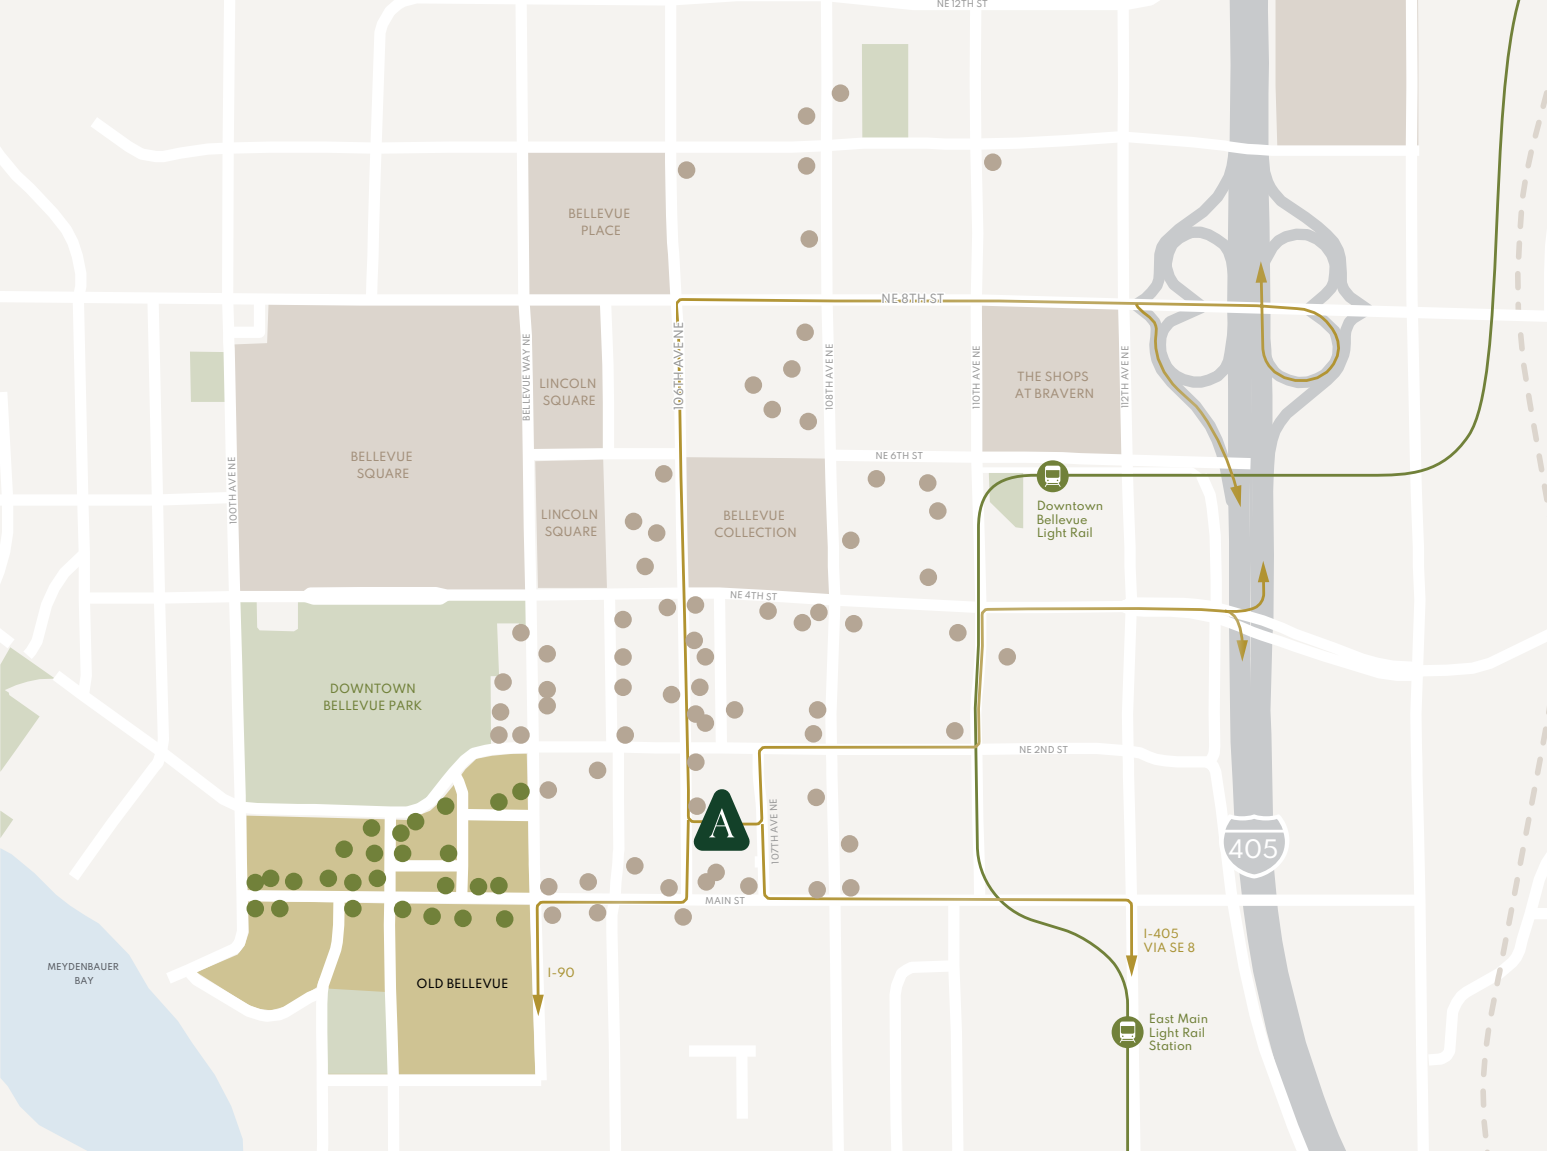 NE 12TH ST
BELLEVUE
PLACE
NE 8TH ST
BELLEVUE WAY NE
106TH AVE NE
108TH AVE NE
110TH AVE NE
112TH AVE NE
LINCOLN
SQUARE
THE SHOPS
AT BRAVERN
BELLEVUE
SQUARE
100TH AVE NE
NE 6TH ST
LINCOLN
SQUARE
BELLEVUE
COLLECTION
Downtown
Bellevue
Light Rail
NE 4TH ST
DOWNTOWN
BELLEVUE PARK
NE 2ND ST
A
107TH AVE NE
405
MAIN ST
I-405
VIA SE 8
MEYDENBAUER
BAY
OLD BELLEVUE
I-90
East Main
Light Rail
Station